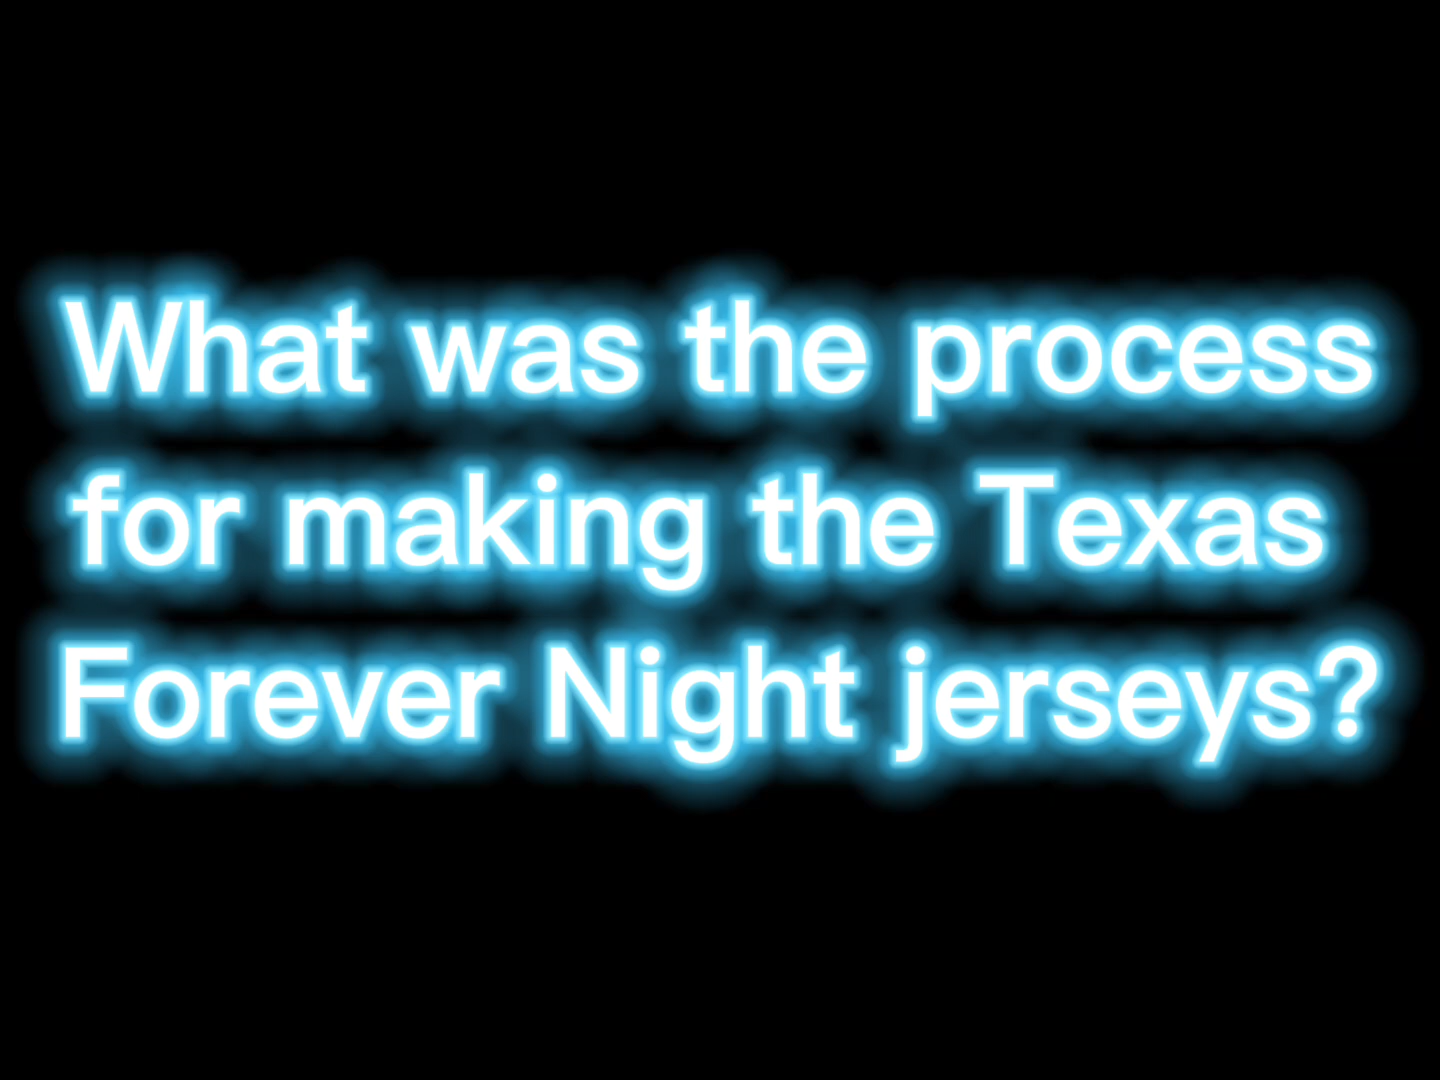 What was the process
for making the Texas
Forever Night jerseys?